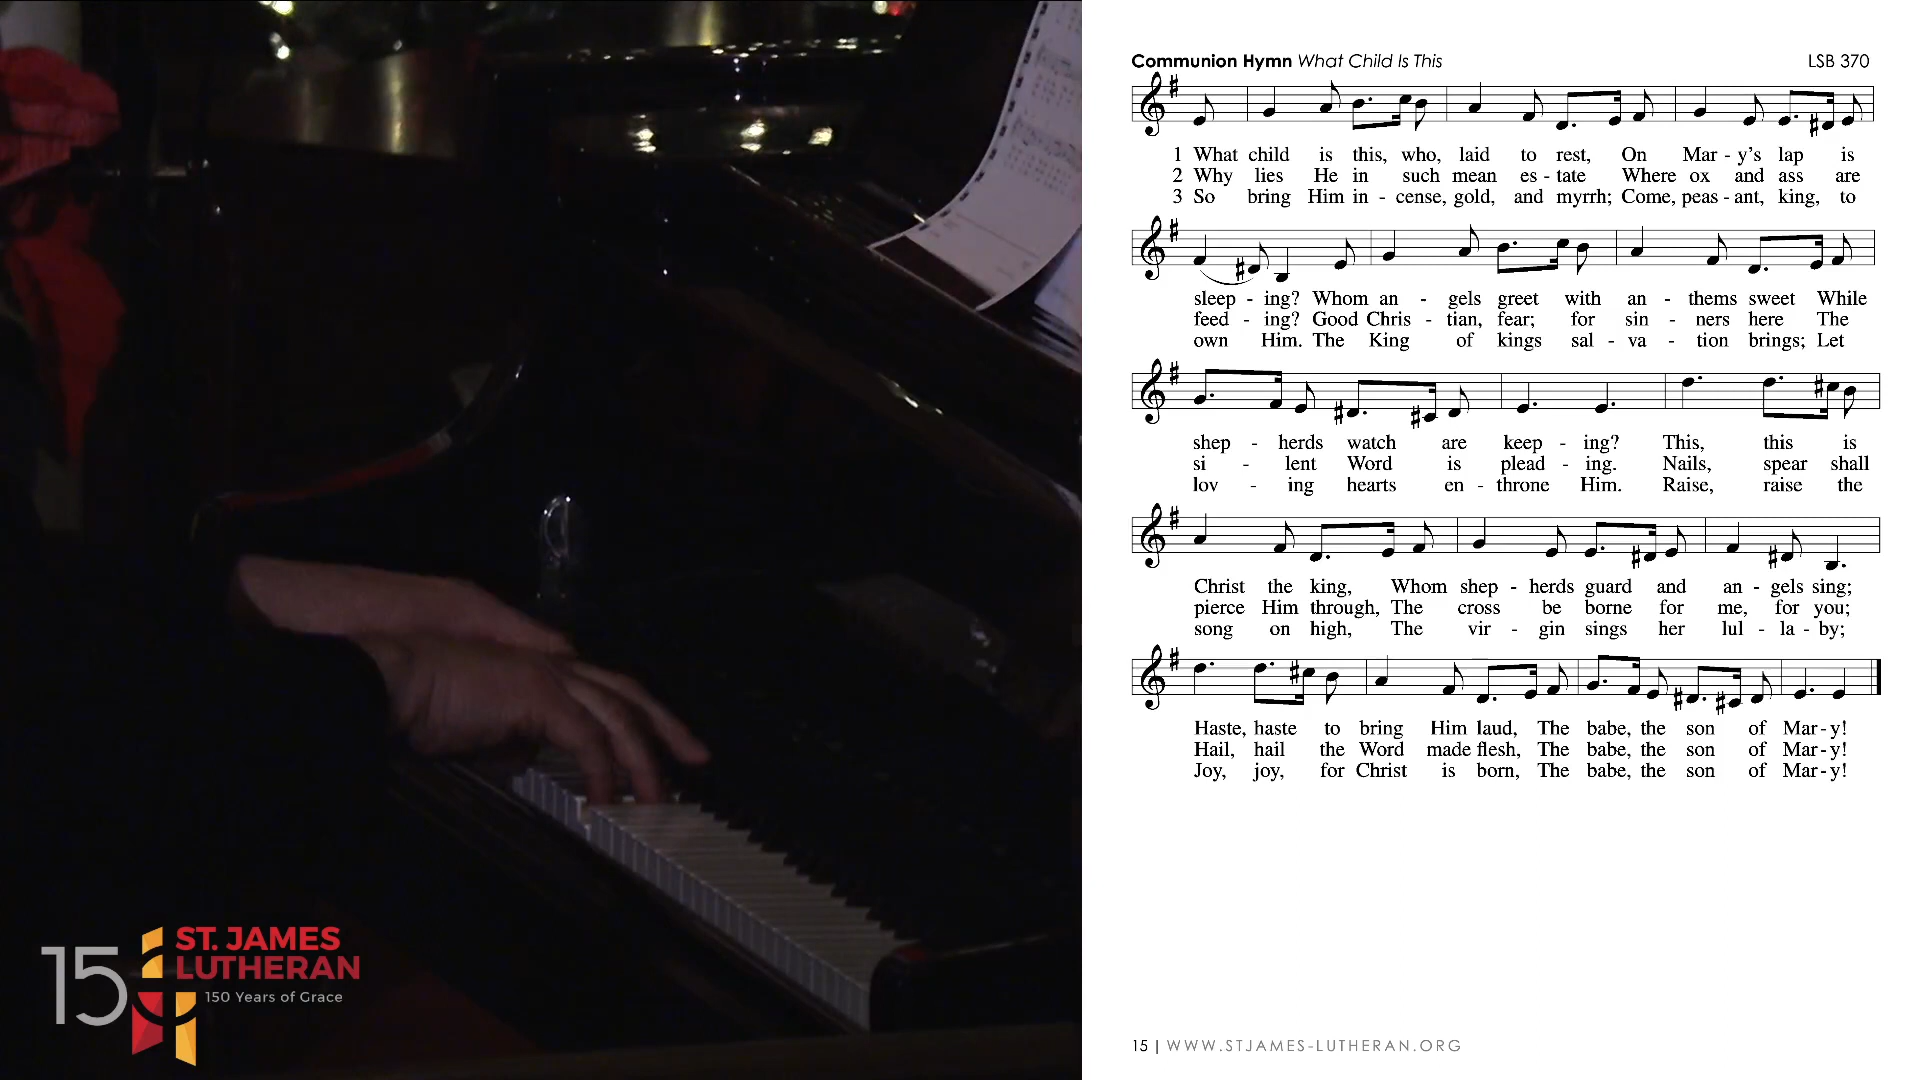 Communion Hymn What Child Is This LSB 370
1 What child is this, who, laid to rest, On Mar - y's lap is
2 Why lies He in such mean es - tate Where ox and ass are
3 So bring Him in - cense, gold, and myrrh; Come, peas - ant, king, to
sleep - ing? Whom an - gels greet with an - thems sweet While
feed - ing? Good Chris - tian, fear; for sin - ners here The
own Him. The King of kings sal - va - tion brings; Let
shep - herds watch are keep - ing? This, this is
si - lent Word is plead - ing. Nails, spear shall
lov - ing hearts en - throne Him. Raise, raise the
Christ the king, Whom shep - herds guard and an - gels sing;
pierce Him through, The cross be borne for me, for you;
song on high, The vir - gin sings her lul - la - by;
Haste, haste to bring Him laud, The babe, the son of Mar - y!
Hail, hail the Word made flesh, The babe, the son of Mar - y!
Joy, joy, for Christ is born, The babe, the son of Mar - y!
15 | WWW.STJAMES-LUTHERAN.ORG
150
ST. JAMES
LUTHERAN
150 Years of Grace